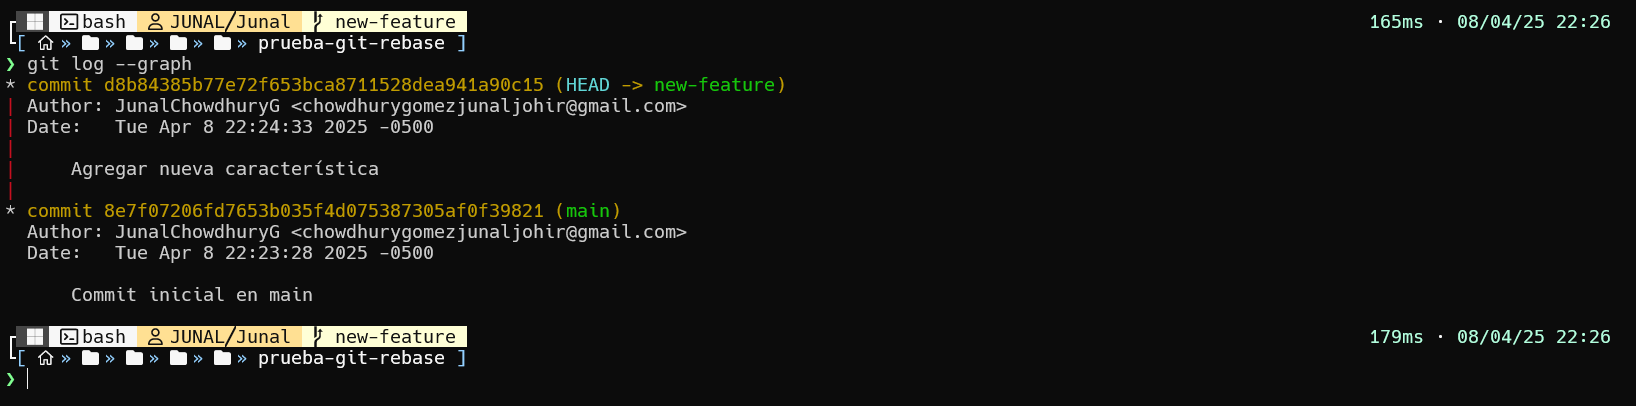 bash JUNAL/Junal new-feature 165ms · 08/04/25 22:26
[ » » » » » prueba-git-rebase ]
❯ git log --graph
* commit d8b84385b77e72f653bca8711528dea941a90c15 (HEAD -> new-feature)
| Author: JunalChowdhuryG <chowdhurygomezjunaljohir@gmail.com>
| Date:   Tue Apr 8 22:24:33 2025 -0500
|
|     Agregar nueva característica
|
* commit 8e7f07206fd7653b035f4d075387305af0f39821 (main)
  Author: JunalChowdhuryG <chowdhurygomezjunaljohir@gmail.com>
  Date:   Tue Apr 8 22:23:28 2025 -0500
      Commit inicial en main
bash JUNAL/Junal new-feature 179ms · 08/04/25 22:26
[ » » » » » prueba-git-rebase ]
❯